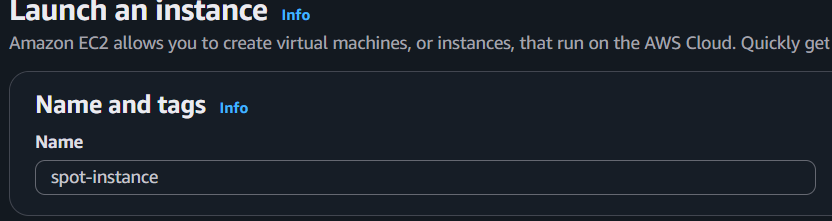 Launch an instance Info
Amazon EC2 allows you to create virtual machines, or instances, that run on the AWS Cloud. Quickly get
Name and tags Info
Name
spot-instance